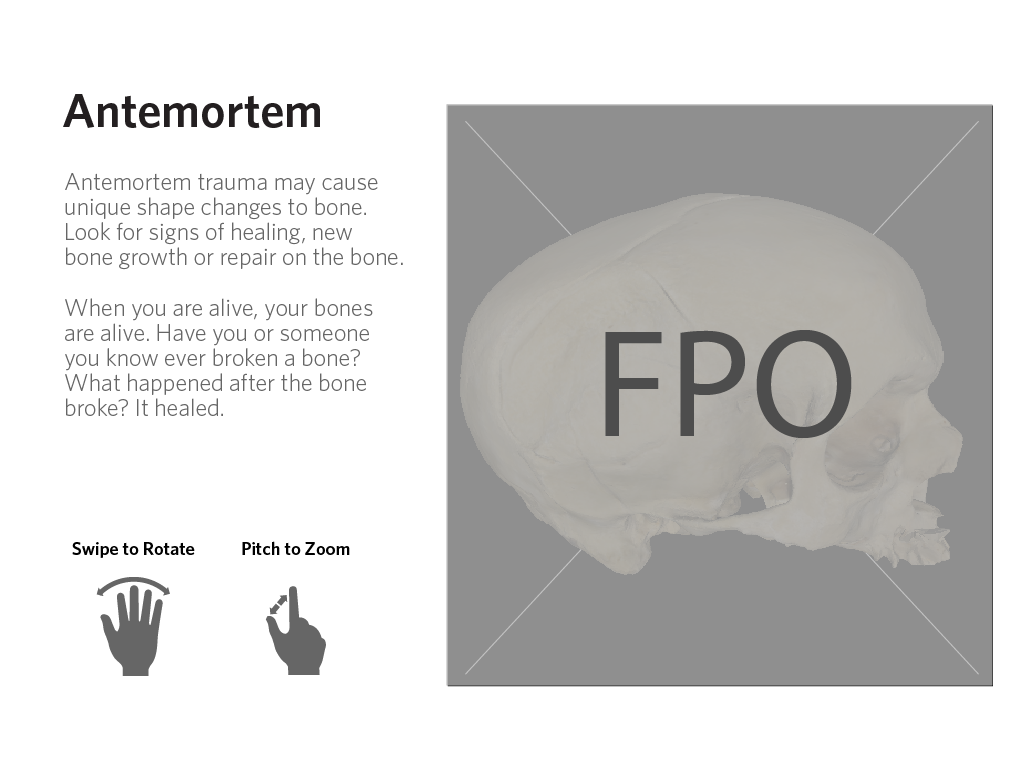 Antemortem
Antemortem trauma may cause
unique shape changes to bone.
Look for signs of healing, new
bone growth or repair on the bone.
When you are alive, your bones
are alive. Have you or someone
you know ever broken a bone?
What happened after the bone
broke? It healed.
Swipe to Rotate
Pitch to Zoom
FPO